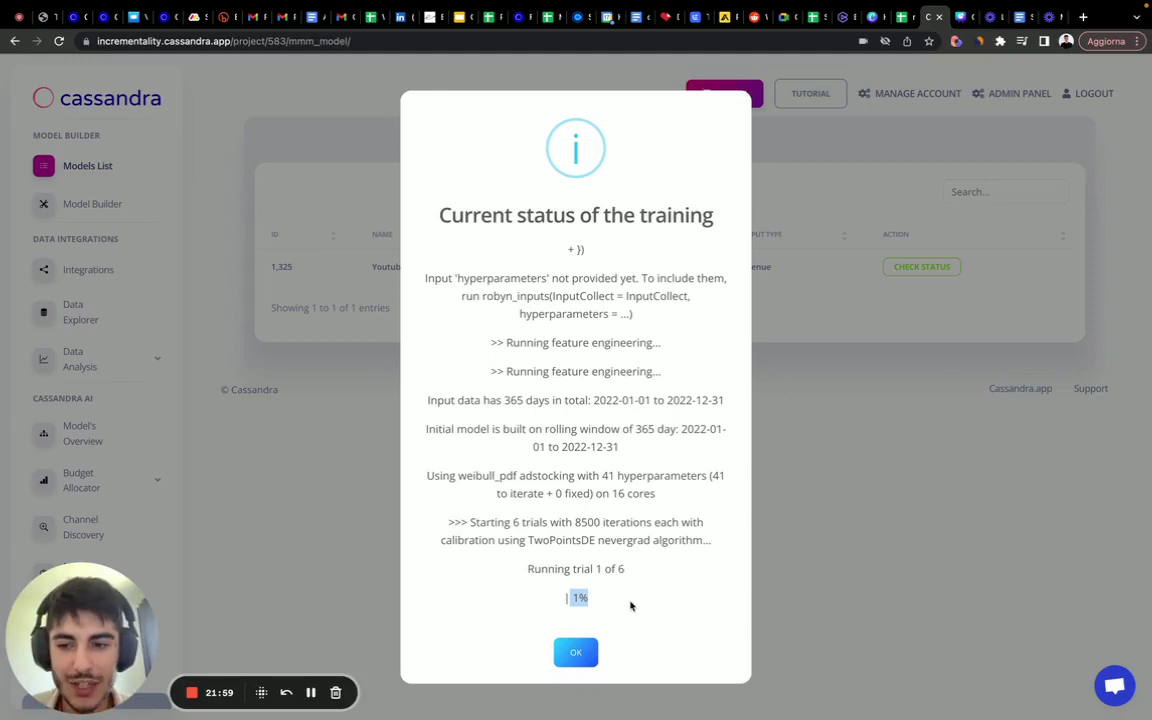 incrementality.cassandra.app/project/583/mmm_model/
Aggiorna
cassandra
TUTORIAL
MANAGE ACCOUNT
ADMIN PANEL
LOGOUT
MODEL BUILDER
Models List
Model Builder
DATA INTEGRATIONS
Integrations
Data
Explorer
Data
Analysis
CASSANDRA AI
Model's
Overview
Budget
Allocator
Channel
Discovery
Search...
ID
NAME
PUT TYPE
ACTION
1,325
Youtub
enue
CHECK STATUS
Showing 1 to 1 of 1 entries
© Cassandra
Cassandra.app
Support
i
Current status of the training
+ })
Input 'hyperparameters' not provided yet. To include them,
run robyn_inputs(InputCollect = InputCollect,
hyperparameters = ...)
>> Running feature engineering...
>> Running feature engineering...
Input data has 365 days in total: 2022-01-01 to 2022-12-31
Initial model is built on rolling window of 365 day: 2022-01-
01 to 2022-12-31
Using weibull_pdf adstocking with 41 hyperparameters (41
to iterate + 0 fixed) on 16 cores
>>> Starting 6 trials with 8500 iterations each with
calibration using TwoPointsDE nevergrad algorithm...
Running trial 1 of 6
| 1%
OK
21:59